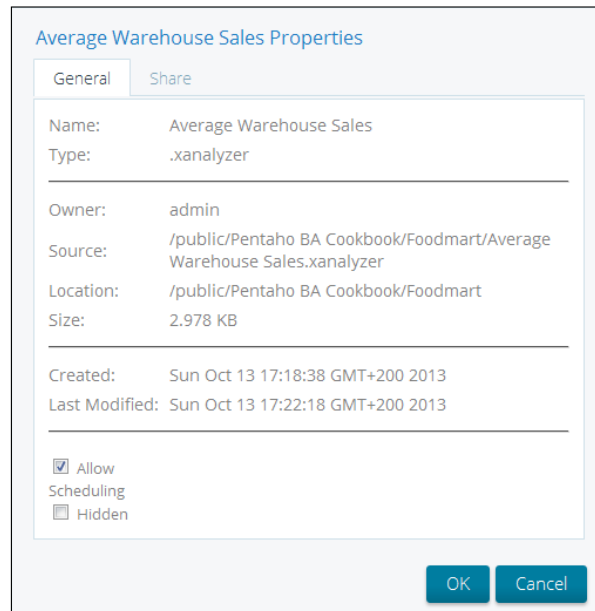 Average Warehouse Sales Properties
General Share
Name: Average Warehouse Sales
Type: .xanalyzer
Owner: admin
Source: /public/Pentaho BA Cookbook/Foodmart/Average
Warehouse Sales.xanalyzer
Location: /public/Pentaho BA Cookbook/Foodmart
Size: 2.978 KB
Created: Sun Oct 13 17:18:38 GMT+200 2013
Last Modified: Sun Oct 13 17:22:18 GMT+200 2013
Allow
Scheduling
Hidden
OK Cancel